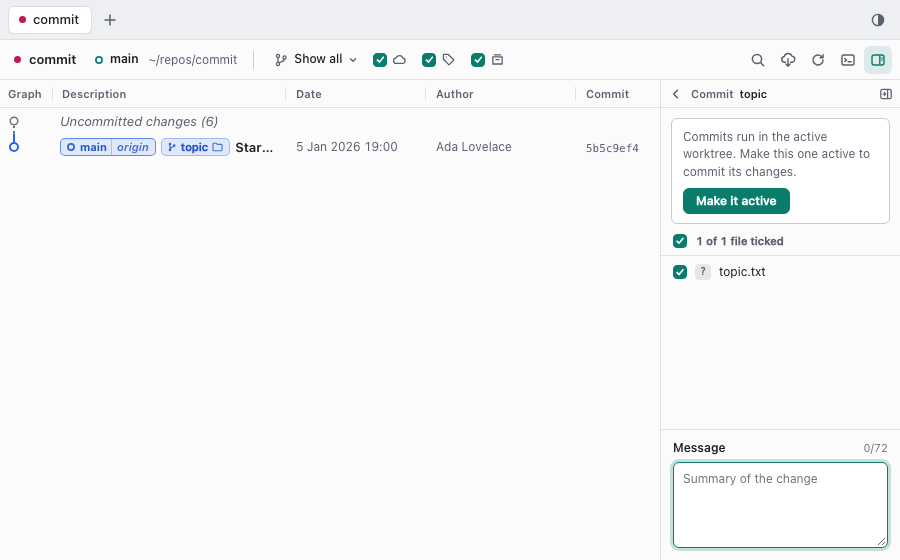 commit
commit main ~/repos/commit Show all
Graph Description Date Author Commit
Commit topic
Uncommitted changes (6)
main origin topic Star... 5 Jan 2026 19:00 Ada Lovelace 5b5c9ef4
Commits run in the active
worktree. Make this one active to
commit its changes.
Make it active
1 of 1 file ticked
? topic.txt
Message 0/72
Summary of the change